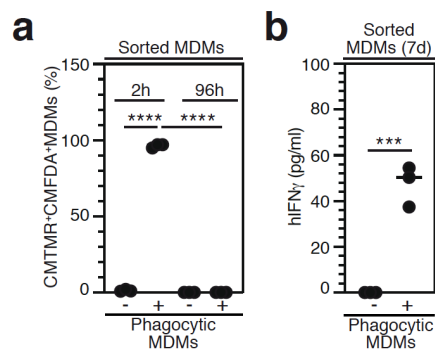 a
Sorted MDMs
CMTMR+CMFDA+MDMs (%)
150
100
50
0
2h
96h
****
****
- + - +
Phagocytic
MDMs
b
Sorted
MDMs (7d)
hIFNγ (pg/ml)
100
80
60
40
20
0
***
- +
Phagocytic
MDMs